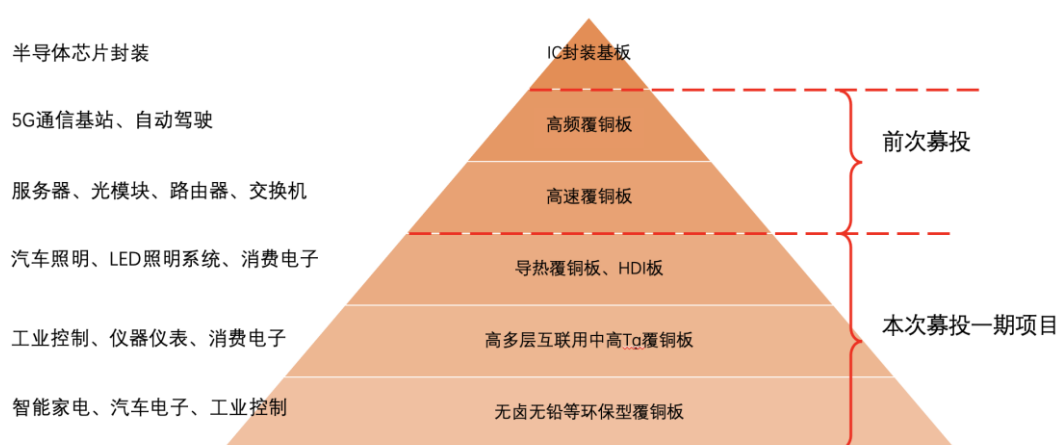 半导体芯片封装
IC封装基板
5G通信基站、自动驾驶
高频覆铜板
前次募投
服务器、光模块、路由器、交换机
高速覆铜板
汽车照明、LED照明系统、消费电子
导热覆铜板、HDI板
工业控制、仪器仪表、消费电子
高多层互联用中高Tg覆铜板
本次募投一期项目
智能家电、汽车电子、工业控制
无卤无铅等环保型覆铜板